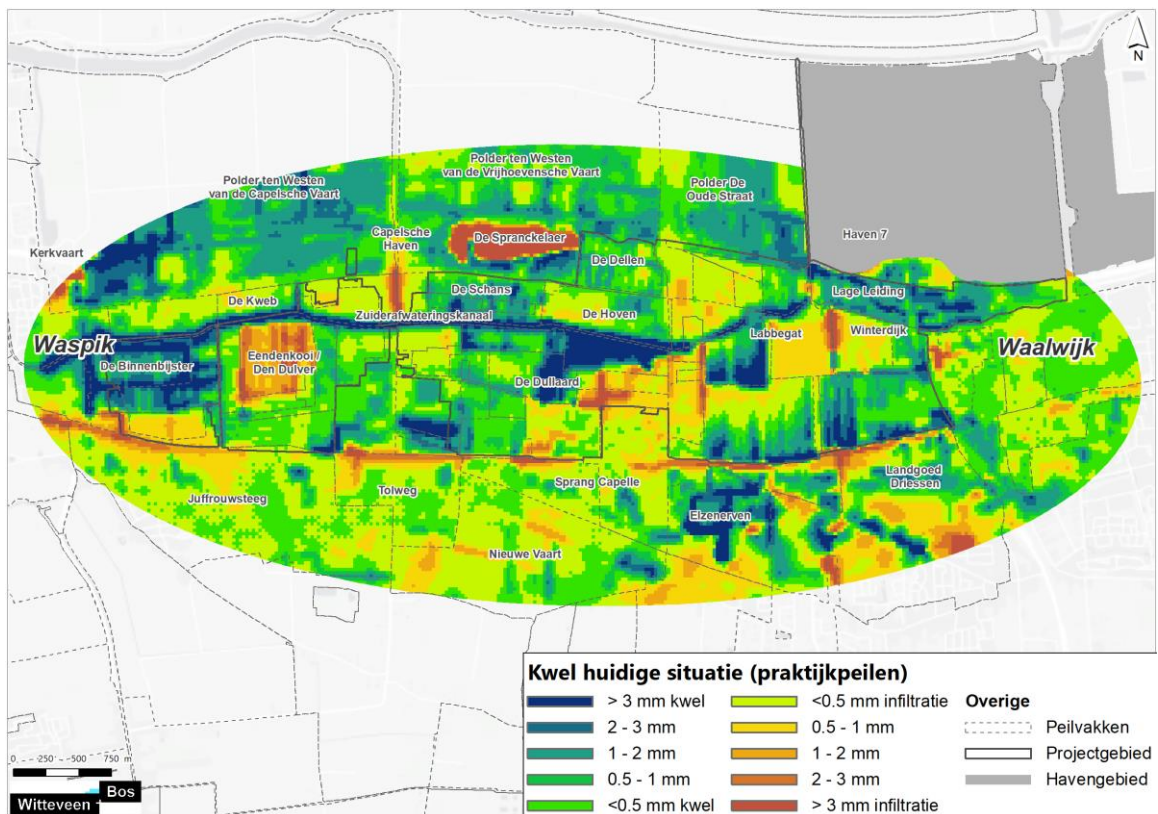 N
Polder ten Westen
van de Vrijhoevensche Vaart
Polder ten Westen
van de Capelsche Vaart
Polder De
Oude Straat
Kerkvaart
Capelsche
Haven
De Spranckelaer
Haven 7
De Dellen
De Kweb
De Schans
Lage Leiding
Zuiderafwateringskanaal
De Hoven
Labbegat
Winterdijk
Waspik
Waalwijk
De Binnenbijster
Eendenkooi /
Den Dulver
De Dullaard
Juffrouwsteeg
Tolweg
Sprang Capelle
Landgoed
Driessen
Elzenerven
Nieuwe Vaart
Kwel huidige situatie (praktijkpeilen)
> 3 mm kwel
2 - 3 mm
1 - 2 mm
0.5 - 1 mm
<0.5 mm kwel
<0.5 mm infiltratie
0.5 - 1 mm
1 - 2 mm
2 - 3 mm
> 3 mm infiltratie
Overige
Peilvakken
Projectgebied
Havengebied
0 250 500 750 m
Witteveen
Bos